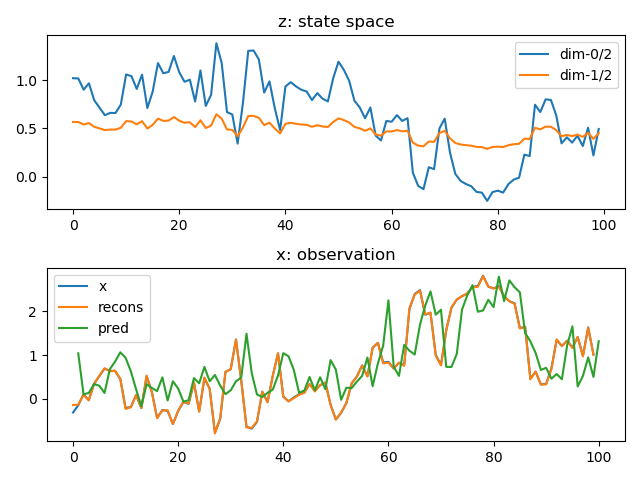 z: state space
dim-0/2
dim-1/2
1.0
0.5
0.0
0 20 40 60 80 100
x: observation
x
recons
pred
2
1
0
0 20 40 60 80 100